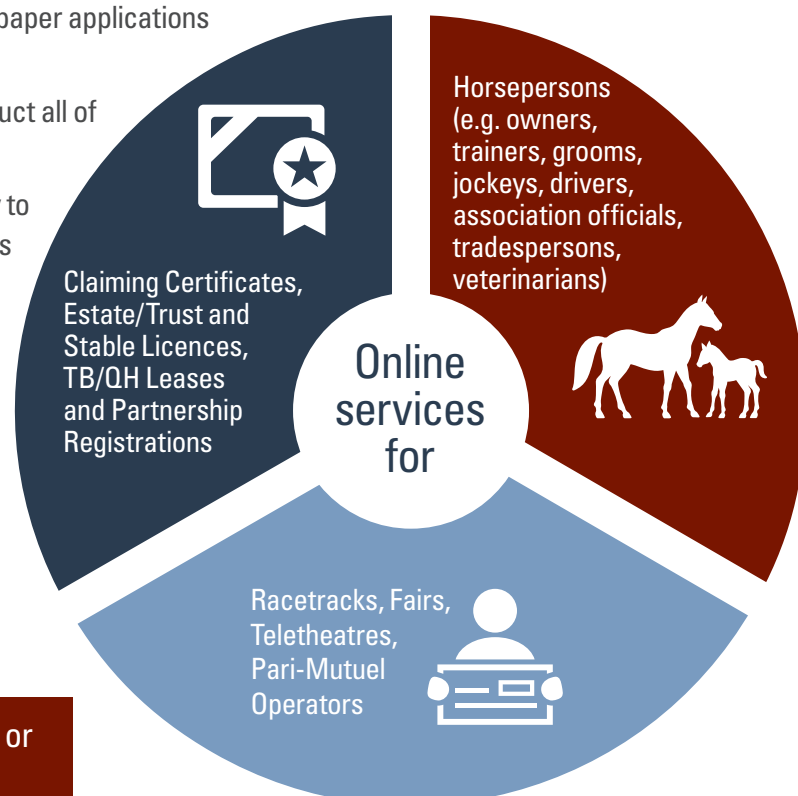 paper applications
uct all of
to
s
Claiming Certificates,
Estate/Trust and
Stable Licences,
TB/QH Leases
and Partnership
Registrations
Horsepersons
(e.g. owners,
trainers, grooms,
jockeys, drivers,
association officials,
tradespersons,
veterinarians)
Online
services
for
Racetracks, Fairs,
Teletheatres,
Pari-Mutuel
Operators
or